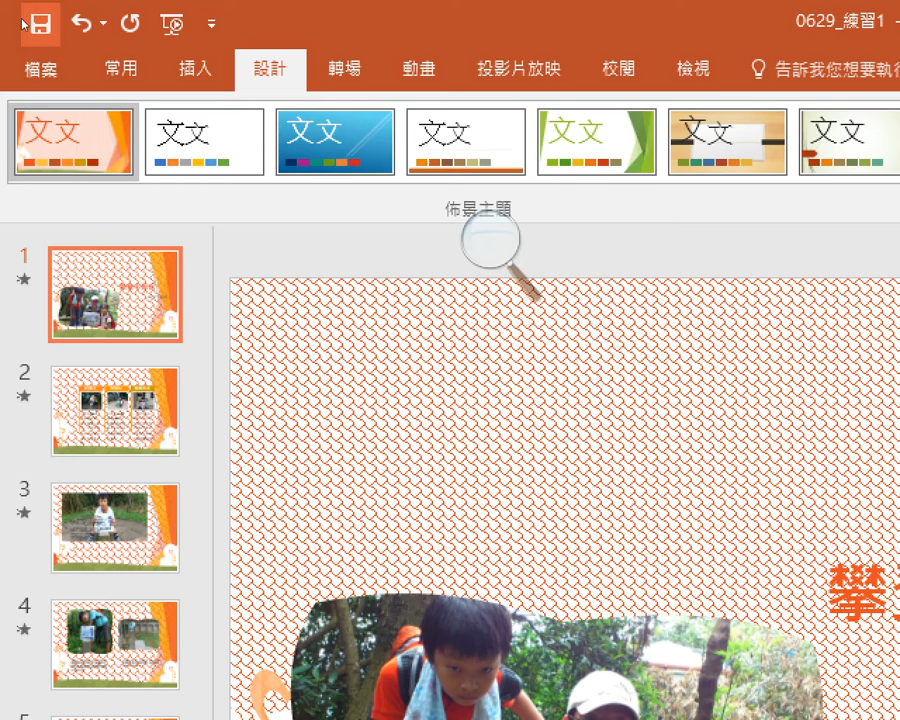 0629_練習1 -
檔案 常用 插入 設計 轉場 動畫 投影片放映 校閱 檢視 告訴我您想要執行
文文 文文 文文 文文 文文 文文 文文
佈景主題
1
2
3
4
攀